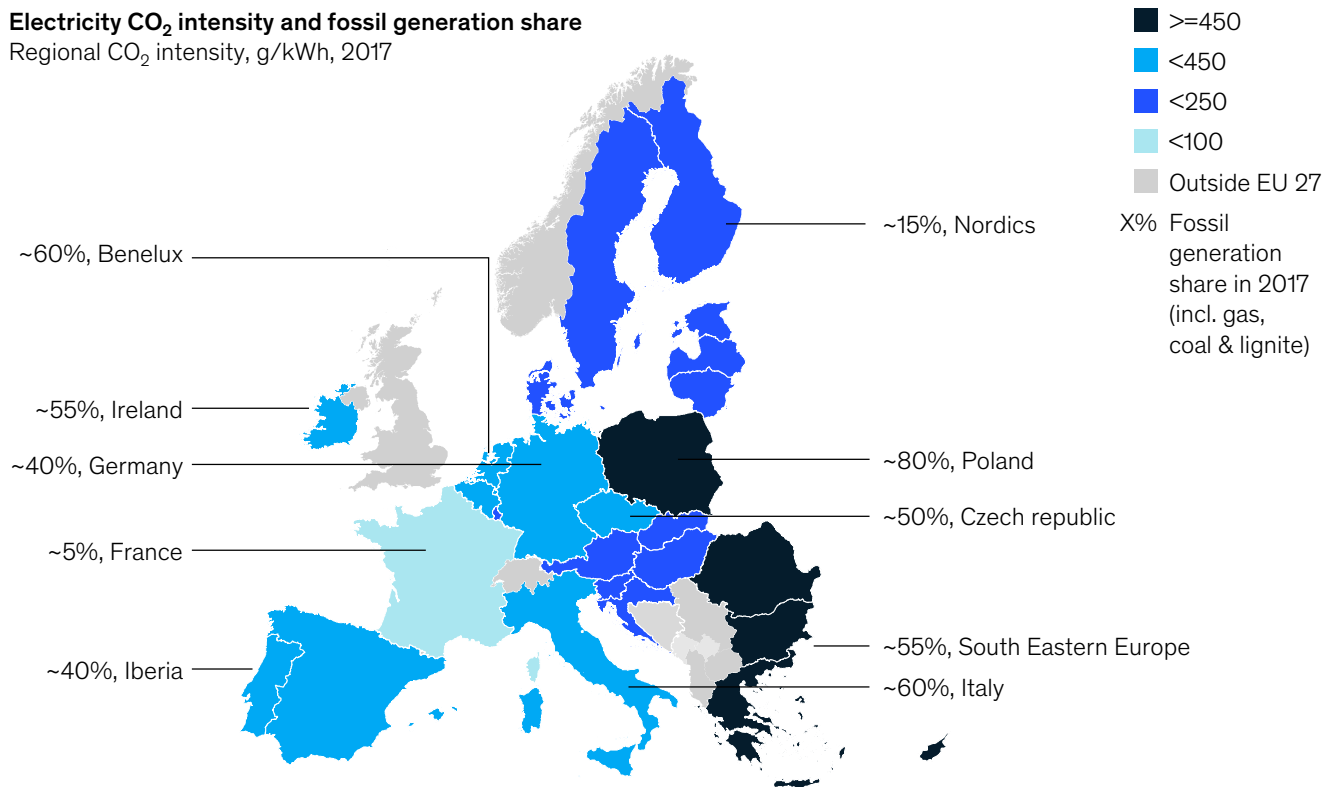 Electricity CO₂ intensity and fossil generation share
Regional CO₂ intensity, g/kWh, 2017
>=450
<450
<250
<100
Outside EU 27
X% Fossil
generation
share in 2017
(incl. gas,
coal & lignite)
~15%, Nordics
~60%, Benelux
~55%, Ireland
~40%, Germany
~80%, Poland
~50%, Czech republic
~5%, France
~55%, South Eastern Europe
~40%, Iberia
~60%, Italy